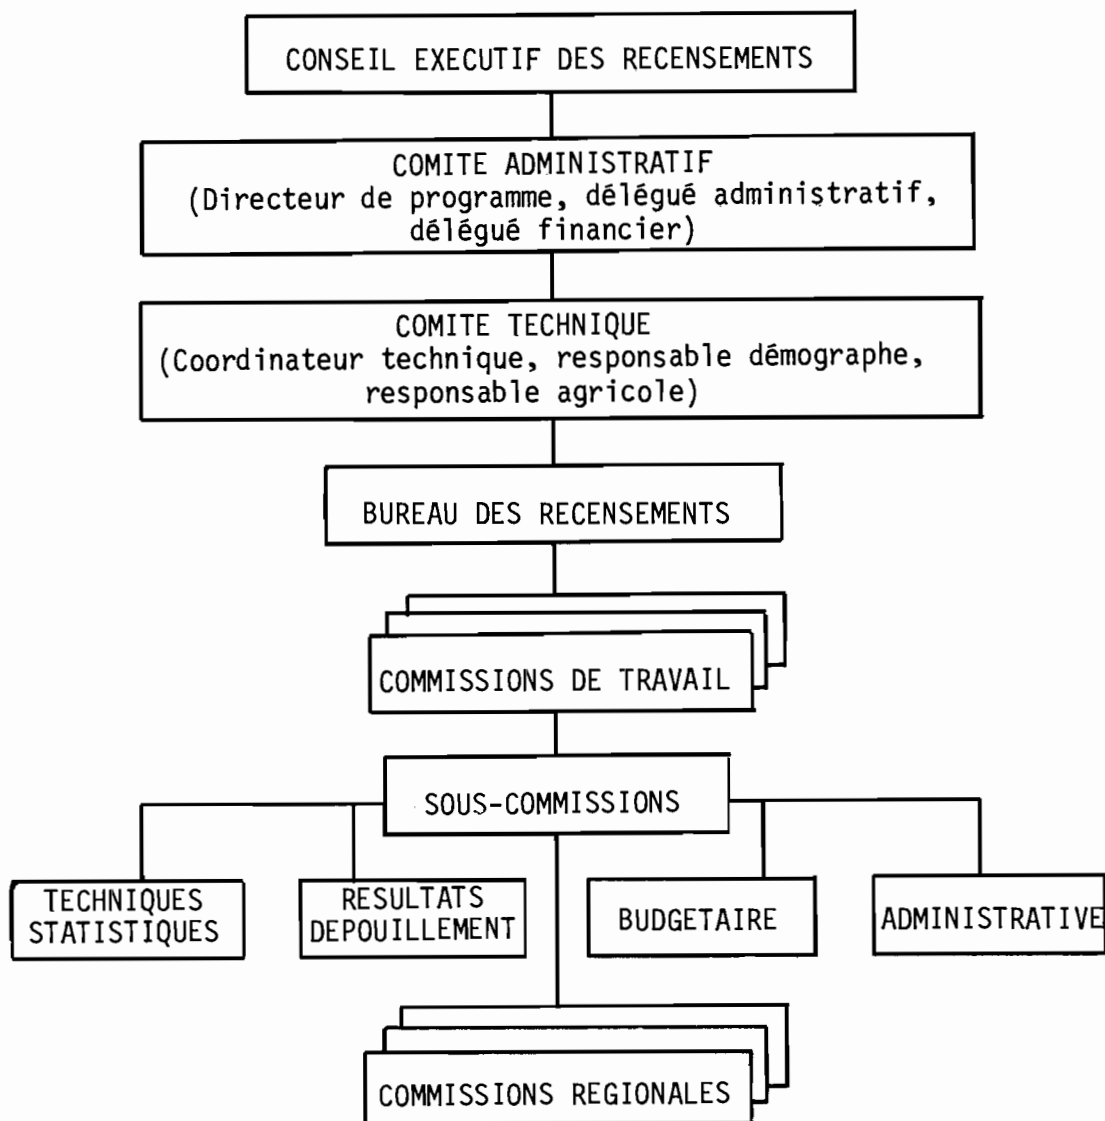 CONSEIL EXECUTIF DES RECENSEMENTS
COMITE ADMINISTRATIF
(Directeur de programme, délégué administratif,
délégué financier)
COMITE TECHNIQUE
(Coordinateur technique, responsable démographe,
responsable agricole)
BUREAU DES RECENSEMENTS
COMMISSIONS DE TRAVAIL
SOUS-COMMISSIONS
TECHNIQUES
STATISTIQUES
RESULTATS
DEPOUILLEMENT
BUDGETAIRE
ADMINISTRATIVE
COMMISSIONS REGIONALES